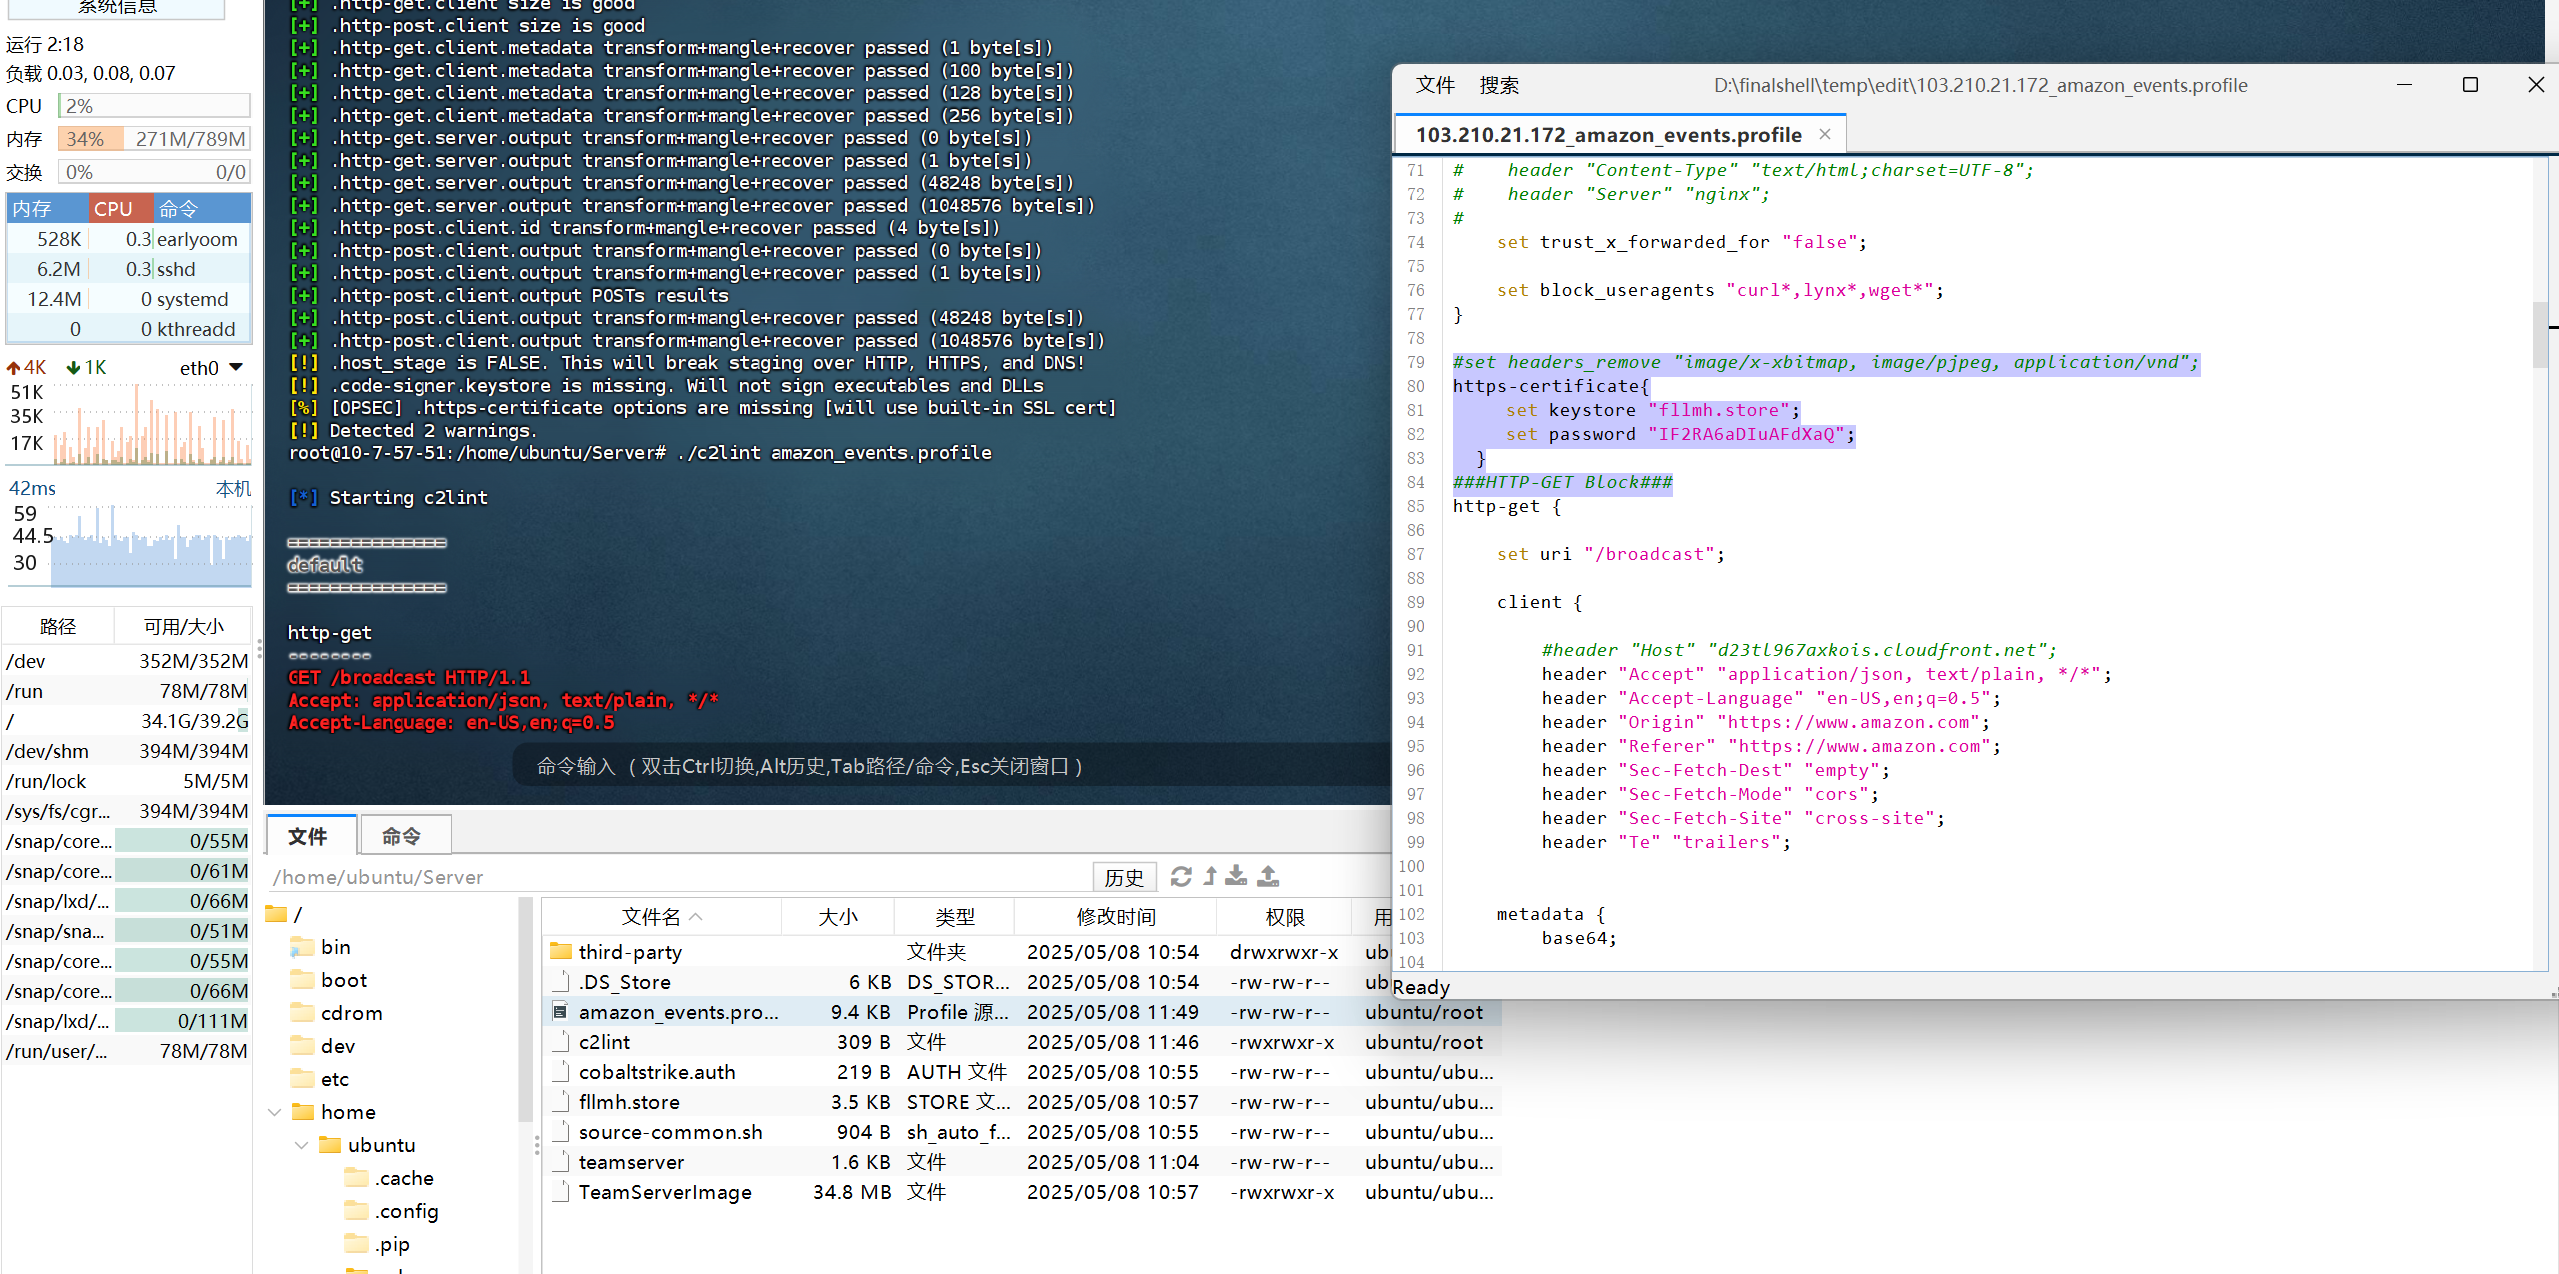 系统信息
运行 2:18
负载 0.03, 0.08, 0.07
CPU 2%
内存 34% 271M/789M
交换 0% 0/0
内存 CPU 命令
528K 0.3 earlyoom
6.2M 0.3 sshd
12.4M 0 systemd
0 0 kthreadd
4K 1K eth0
51K
35K
17K
42ms 本机
59
44.5
30
路径 可用/大小
/dev 352M/352M
/run 78M/78M
/ 34.1G/39.2G
/dev/shm 394M/394M
/run/lock 5M/5M
/sys/fs/cgr... 394M/394M
/snap/core... 0/55M
/snap/core... 0/61M
/snap/lxd/... 0/66M
/snap/sna... 0/51M
/snap/core... 0/55M
/snap/core... 0/66M
/snap/lxd/... 0/111M
/run/user/... 78M/78M
[+] .http-get.client size is good
[+] .http-post.client size is good
[+] .http-get.client.metadata transform+mangle+recover passed (1 byte[s])
[+] .http-get.client.metadata transform+mangle+recover passed (100 byte[s])
[+] .http-get.client.metadata transform+mangle+recover passed (128 byte[s])
[+] .http-get.client.metadata transform+mangle+recover passed (256 byte[s])
[+] .http-get.server.output transform+mangle+recover passed (0 byte[s])
[+] .http-get.server.output transform+mangle+recover passed (1 byte[s])
[+] .http-get.server.output transform+mangle+recover passed (48248 byte[s])
[+] .http-get.server.output transform+mangle+recover passed (1048576 byte[s])
[+] .http-post.client.id transform+mangle+recover passed (4 byte[s])
[+] .http-post.client.output transform+mangle+recover passed (0 byte[s])
[+] .http-post.client.output transform+mangle+recover passed (1 byte[s])
[+] .http-post.client.output POSTs results
[+] .http-post.client.output transform+mangle+recover passed (48248 byte[s])
[+] .http-post.client.output transform+mangle+recover passed (1048576 byte[s])
[!] .host_stage is FALSE. This will break staging over HTTP, HTTPS, and DNS!
[!] .code-signer.keystore is missing. Will not sign executables and DLLs
[%] [OPSEC] .https-certificate options are missing [will use built-in SSL cert]
[!] Detected 2 warnings.
root@10-7-57-51:/home/ubuntu/Server# ./c2lint amazon_events.profile
[*] Starting c2lint
===============
default
===============
http-get
--------
GET /broadcast HTTP/1.1
Accept: application/json, text/plain, */*
Accept-Language: en-US,en;q=0.5
命令输入 (双击Ctrl切换,Alt历史,Tab路径/命令,Esc关闭窗口)
文件 命令
/home/ubuntu/Server 历史
/
bin
boot
cdrom
dev
etc
home
ubuntu
.cache
.config
.pip
文件名 大小 类型 修改时间 权限 用
third-party 文件夹 2025/05/08 10:54 drwxrwxr-x ub
.DS_Store 6 KB DS_STOR... 2025/05/08 10:54 -rw-rw-r-- ub
amazon_events.pro... 9.4 KB Profile 源... 2025/05/08 11:49 -rw-rw-r-- ubuntu/root
c2lint 309 B 文件 2025/05/08 11:46 -rwxrwxr-x ubuntu/root
cobaltstrike.auth 219 B AUTH 文件 2025/05/08 10:55 -rw-rw-r-- ubuntu/ubu...
fllmh.store 3.5 KB STORE 文... 2025/05/08 10:57 -rw-rw-r-- ubuntu/ubu...
source-common.sh 904 B sh_auto_f... 2025/05/08 10:55 -rw-rw-r-- ubuntu/ubu...
teamserver 1.6 KB 文件 2025/05/08 11:04 -rw-rw-r-- ubuntu/ubu...
TeamServerImage 34.8 MB 文件 2025/05/08 10:57 -rwxrwxr-x ubuntu/ubu...
文件 搜索 D:\finalshell\temp\edit\103.210.21.172_amazon_events.profile
103.210.21.172_amazon_events.profile
71 # header "Content-Type" "text/html;charset=UTF-8";
72 # header "Server" "nginx";
73 #
74 set trust_x_forwarded_for "false";
75
76 set block_useragents "curl*,lynx*,wget*";
77 }
78
79 #set headers_remove "image/x-xbitmap, image/pjpeg, application/vnd";
80 https-certificate{
81 set keystore "fllmh.store";
82 set password "IF2RA6aDIuAFdXaQ";
83 }
84 ###HTTP-GET Block###
85 http-get {
86
87 set uri "/broadcast";
88
89 client {
90
91 #header "Host" "d23tl967axkois.cloudfront.net";
92 header "Accept" "application/json, text/plain, */*";
93 header "Accept-Language" "en-US,en;q=0.5";
94 header "Origin" "https://www.amazon.com";
95 header "Referer" "https://www.amazon.com";
96 header "Sec-Fetch-Dest" "empty";
97 header "Sec-Fetch-Mode" "cors";
98 header "Sec-Fetch-Site" "cross-site";
99 header "Te" "trailers";
100
101
102 metadata {
103 base64;
104
Ready